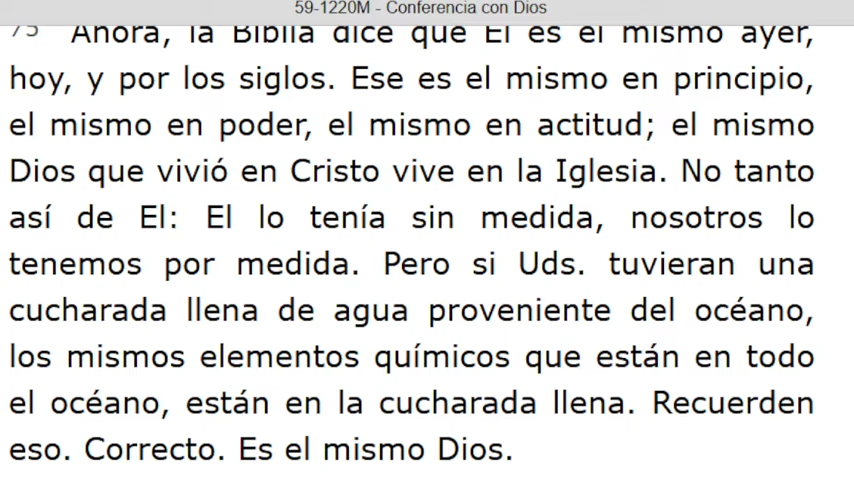 59-1220M - Conferencia con Dios
75 Ahora, la Biblia dice que El es el mismo ayer,
hoy, y por los siglos. Ese es el mismo en principio,
el mismo en poder, el mismo en actitud; el mismo
Dios que vivió en Cristo vive en la Iglesia. No tanto
así de El: El lo tenía sin medida, nosotros lo
tenemos por medida. Pero si Uds. tuvieran una
cucharada llena de agua proveniente del océano,
los mismos elementos químicos que están en todo
el océano, están en la cucharada llena. Recuerden
eso. Correcto. Es el mismo Dios.